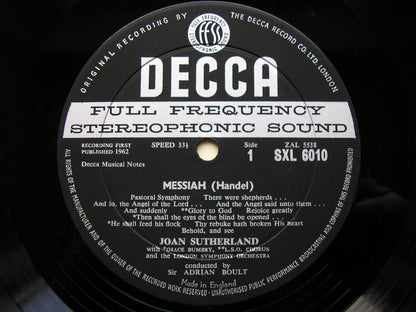 ORIGINAL RECORDING BY THE DECCA RECORD CO. LTD. LONDON
FULL FREQUENCY STEREOPHONIC SOUND
FFSS
DECCA
FULL FREQUENCY
STEREOPHONIC SOUND
RECORDING FIRST PUBLISHED 1962
SPEED 33⅓
Side 1
ZAL 5538
SXL 6010
Decca Musical Notes
MESSIAH (Handel)
Pastoral Symphony There were shepherds . . .
And lo, the Angel of the Lord . . . And the Angel said unto them . . .
And suddenly **Glory to God Rejoice greatly
*Then shall the eyes of the blind be opened . . .
*He shall feed his flock Thy rebuke hath broken His Heart
Behold, and see
JOAN SUTHERLAND
with *GRACE BUMBRY, **L.S.O. CHORUS
and the LONDON SYMPHONY ORCHESTRA
conducted by
Sir ADRIAN BOULT
Made in England
ALL RIGHTS OF THE MANUFACTURER AND OF THE OWNER OF THE RECORDED WORK RESERVED · UNAUTHORISED PUBLIC PERFORMANCE BROADCASTING AND COPYING OF THIS RECORD PROHIBITED